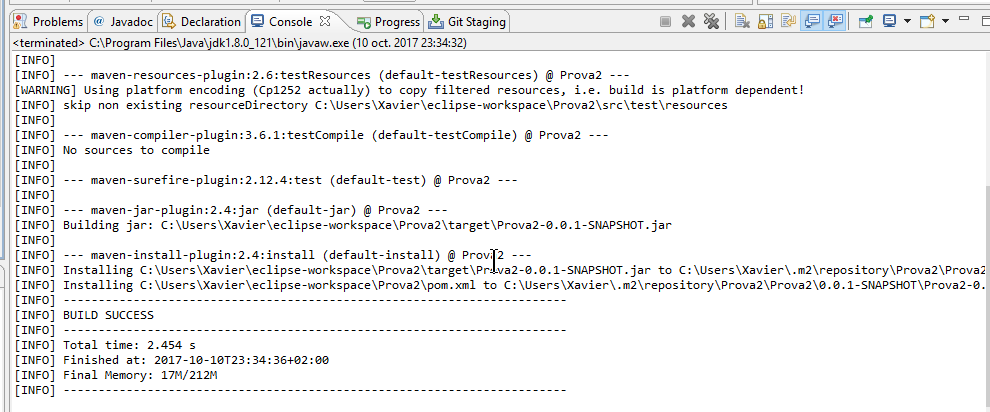 Problems @ Javadoc Declaration Console Progress Git Staging
<terminated> C:\Program Files\Java\jdk1.8.0_121\bin\javaw.exe (10 oct. 2017 23:34:32)
[INFO]
[INFO] --- maven-resources-plugin:2.6:testResources (default-testResources) @ Prova2 ---
[WARNING] Using platform encoding (Cp1252 actually) to copy filtered resources, i.e. build is platform dependent!
[INFO] skip non existing resourceDirectory C:\Users\Xavier\eclipse-workspace\Prova2\src\test\resources
[INFO]
[INFO] --- maven-compiler-plugin:3.6.1:testCompile (default-testCompile) @ Prova2 ---
[INFO] No sources to compile
[INFO]
[INFO] --- maven-surefire-plugin:2.12.4:test (default-test) @ Prova2 ---
[INFO]
[INFO] --- maven-jar-plugin:2.4:jar (default-jar) @ Prova2 ---
[INFO] Building jar: C:\Users\Xavier\eclipse-workspace\Prova2\target\Prova2-0.0.1-SNAPSHOT.jar
[INFO]
[INFO] --- maven-install-plugin:2.4:install (default-install) @ Prova2 ---
[INFO] Installing C:\Users\Xavier\eclipse-workspace\Prova2\target\Prova2-0.0.1-SNAPSHOT.jar to C:\Users\Xavier\.m2\repository\Prova2\Prova2
[INFO] Installing C:\Users\Xavier\eclipse-workspace\Prova2\pom.xml to C:\Users\Xavier\.m2\repository\Prova2\Prova2\0.0.1-SNAPSHOT\Prova2-0.
[INFO] ------------------------------------------------------------------------
[INFO] BUILD SUCCESS
[INFO] ------------------------------------------------------------------------
[INFO] Total time: 2.454 s
[INFO] Finished at: 2017-10-10T23:34:36+02:00
[INFO] Final Memory: 17M/212M
[INFO] ------------------------------------------------------------------------